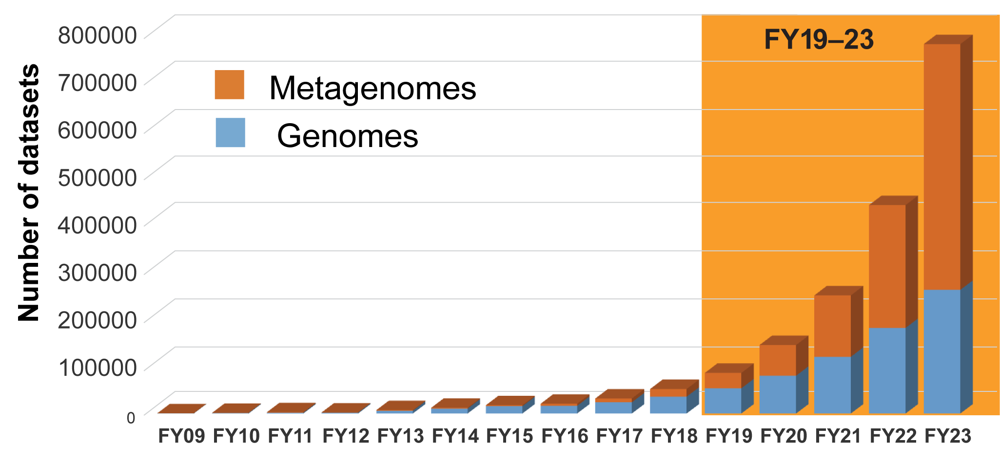 800000
700000
600000
500000
400000
300000
200000
100000
0
Number of datasets
Metagenomes
Genomes
FY19–23
FY09 FY10 FY11 FY12 FY13 FY14 FY15 FY16 FY17 FY18 FY19 FY20 FY21 FY22 FY23